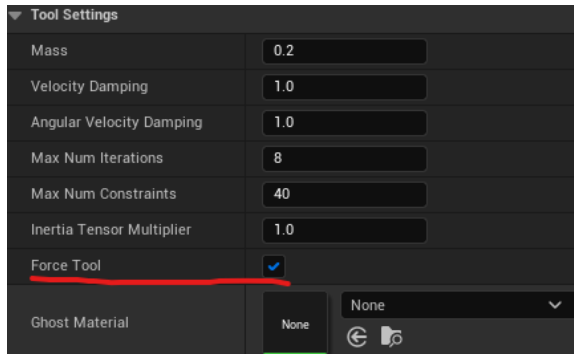 Tool Settings
Mass 0.2
Velocity Damping 1.0
Angular Velocity Damping 1.0
Max Num Iterations 8
Max Num Constraints 40
Inertia Tensor Multiplier 1.0
Force Tool
Ghost Material None None